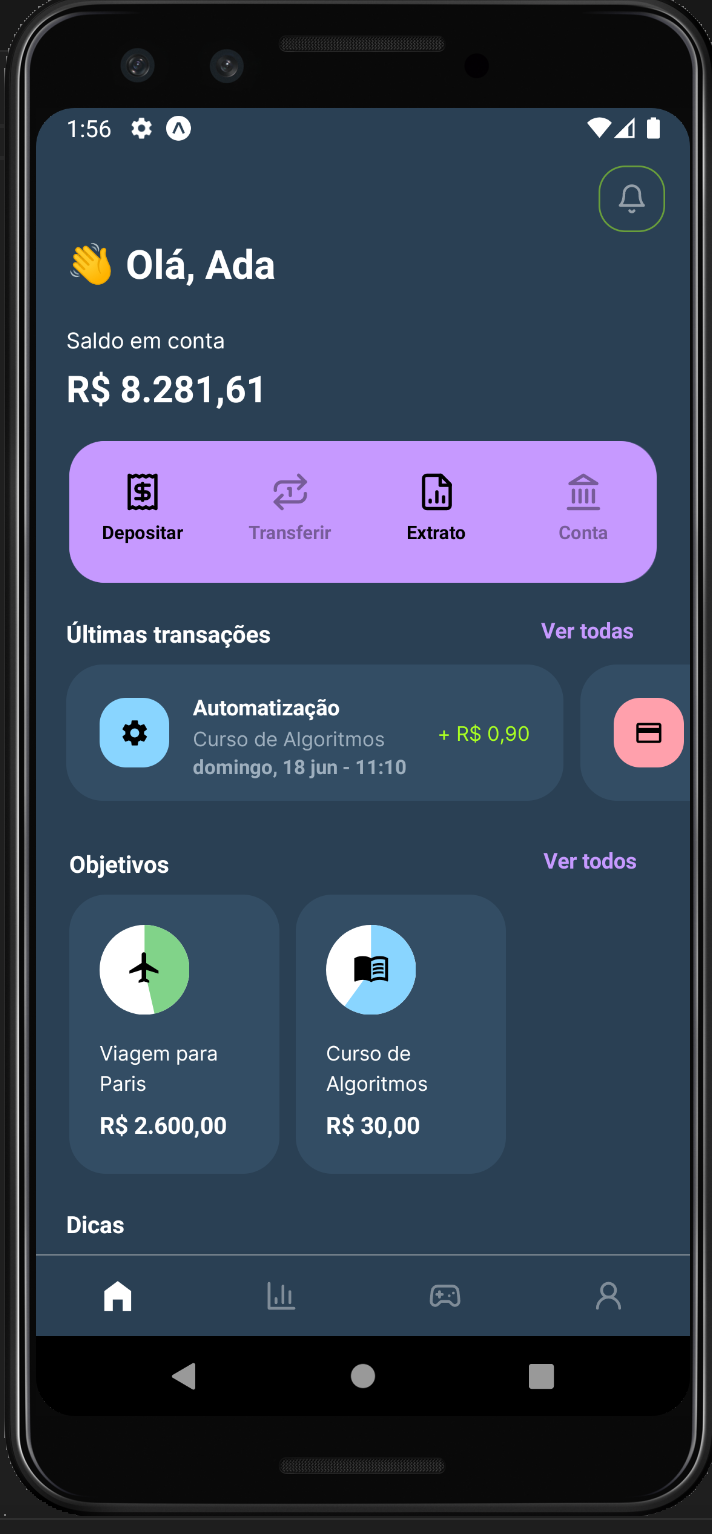 1:56
👋 Olá, Ada
Saldo em conta
R$ 8.281,61
Depositar Transferir Extrato Conta
Últimas transações Ver todas
Automatização
Curso de Algoritmos + R$ 0,90
domingo, 18 jun - 11:10
Objetivos Ver todos
Viagem para
Paris
R$ 2.600,00
Curso de
Algoritmos
R$ 30,00
Dicas